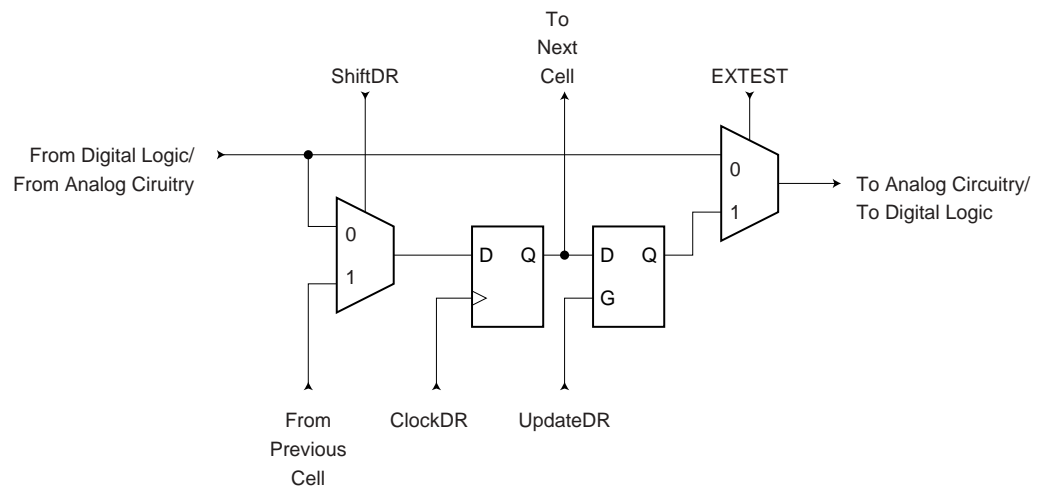 To
Next
Cell
ShiftDR
EXTEST
From Digital Logic/
From Analog Ciruitry
0
1
To Analog Circuitry/
To Digital Logic
0
1
D Q
D Q
G
From
Previous
Cell
ClockDR
UpdateDR